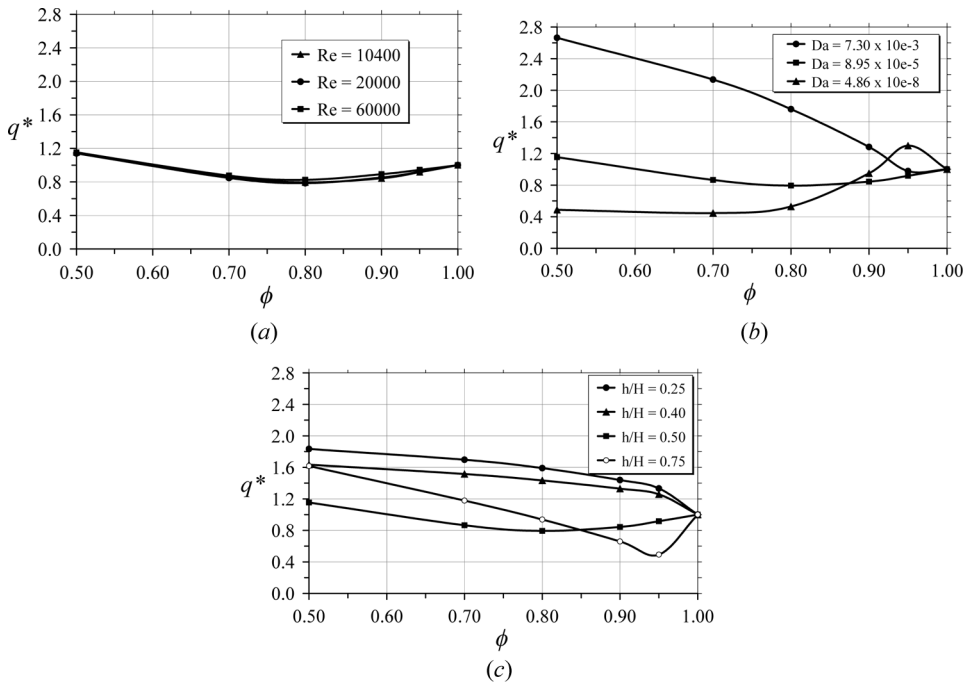 2.8
2.4
2.0
1.6
q*
1.2
0.8
0.4
0.0
Re = 10400
Re = 20000
Re = 60000
0.50 0.60 0.70 0.80 0.90 1.00
ϕ
(a)
2.8
2.4
2.0
1.6
q*
1.2
0.8
0.4
0.0
Da = 7.30 x 10e-3
Da = 8.95 x 10e-5
Da = 4.86 x 10e-8
0.50 0.60 0.70 0.80 0.90 1.00
ϕ
(b)
2.8
2.4
2.0
1.6
q*
1.2
0.8
0.4
0.0
h/H = 0.25
h/H = 0.40
h/H = 0.50
h/H = 0.75
0.50 0.60 0.70 0.80 0.90 1.00
ϕ
(c)